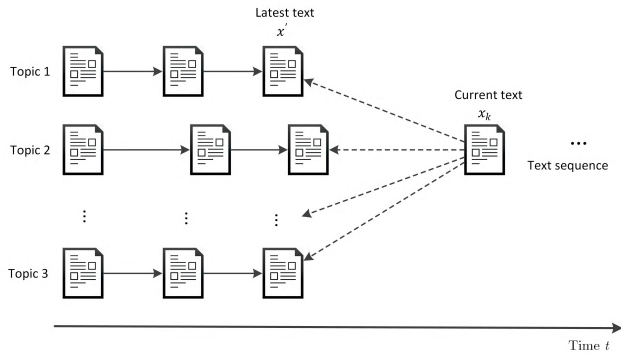 Latest text
x'
Topic 1
Current text
x_k
Topic 2
...
Text sequence
⋮ ⋮ ⋮
Topic 3
Time t